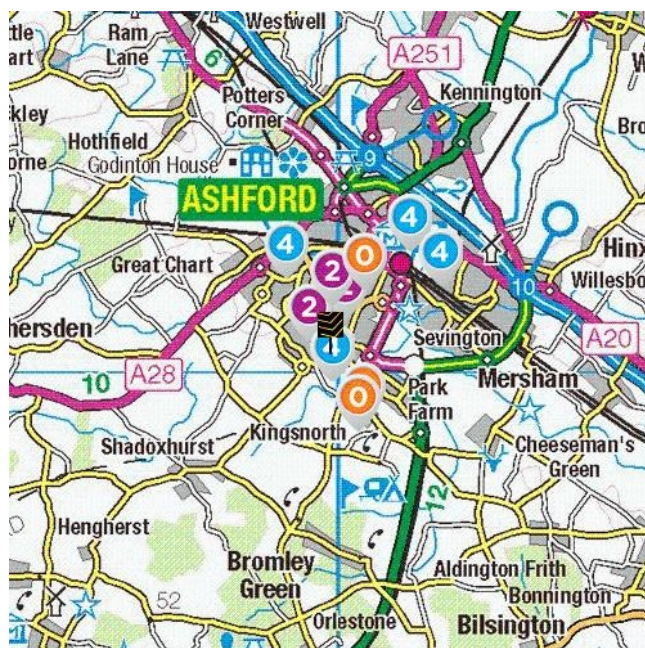 Westwell
Ram
Lane
A251
Kennington
Potters
Corner
Hothfield
Godinton House
9
ASHFORD
4
4
4
0
2
2
4
0
Great Chart
10
Hinx
Willesbo
hersden
Sevington
A20
A28
10
Mersham
Park
Farm
Kingsnorth
Shadoxhurst
Cheeseman's
Green
12
Hengherst
Bromley
Green
Aldington Frith
Bonnington
52
Orlestone
Bilsington
6